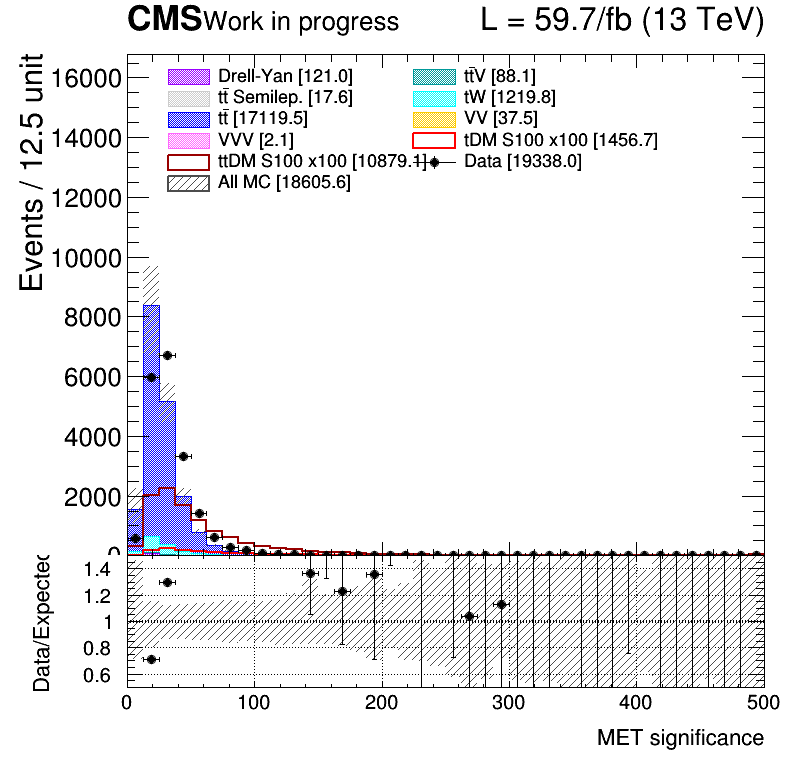 CMS Work in progress L = 59.7/fb (13 TeV)
Events / 12.5 unit
16000
14000
12000
10000
8000
6000
4000
2000
0
Drell-Yan [121.0] tt̄V [88.1]
tt̄ Semilep. [17.6] tW [1219.8]
tt̄ [17119.5] VV [37.5]
VVV [2.1] tDM S100 x100 [1456.7]
ttDM S100 x100 [10879.1] Data [19338.0]
All MC [18605.6]
Data/Expected
1.4
1.2
1
0.8
0.6
0 100 200 300 400 500
MET significance